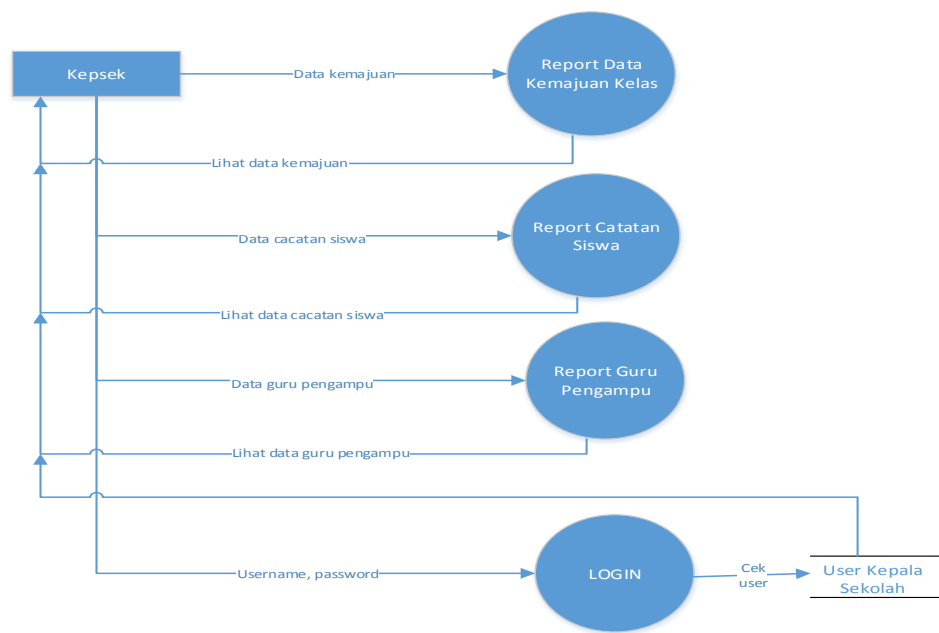 Kepsek
Data kemajuan
Report Data
Kemajuan Kelas
Lihat data kemajuan
Data cacatan siswa
Report Catatan
Siswa
Lihat data cacatan siswa
Data guru pengampu
Report Guru
Pengampu
Lihat data guru pengampu
Username, password
LOGIN
Cek
user
User Kepala
Sekolah